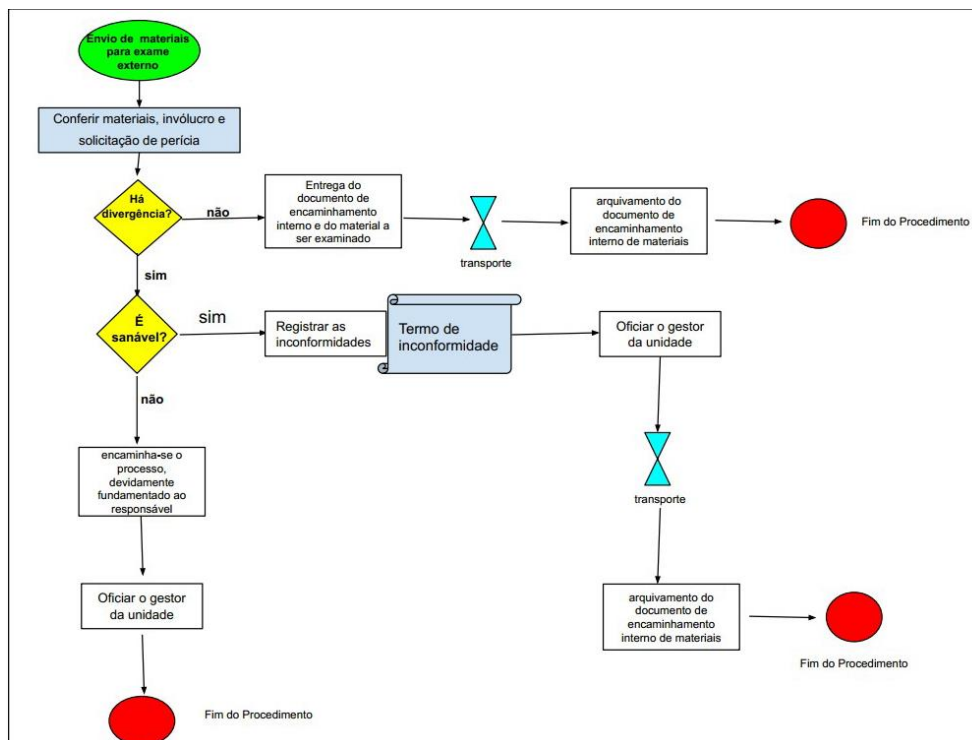 Envio de materiais
para exame
externo
Conferir materiais, invólucro e
solicitação de perícia
Há
divergência?
não
Entrega do
documento de
encaminhamento
interno e do material a
ser examinado
transporte
arquivamento do
documento de
encaminhamento
interno de materiais
Fim do Procedimento
sim
É
sanável?
sim
Registrar as
inconformidades
Termo de
inconformidade
Oficiar o gestor
da unidade
não
transporte
encaminha-se o
processo,
devidamente
fundamentado ao
responsável
Oficiar o gestor
da unidade
arquivamento do
documento de
encaminhamento
interno de materiais
Fim do Procedimento
Fim do Procedimento